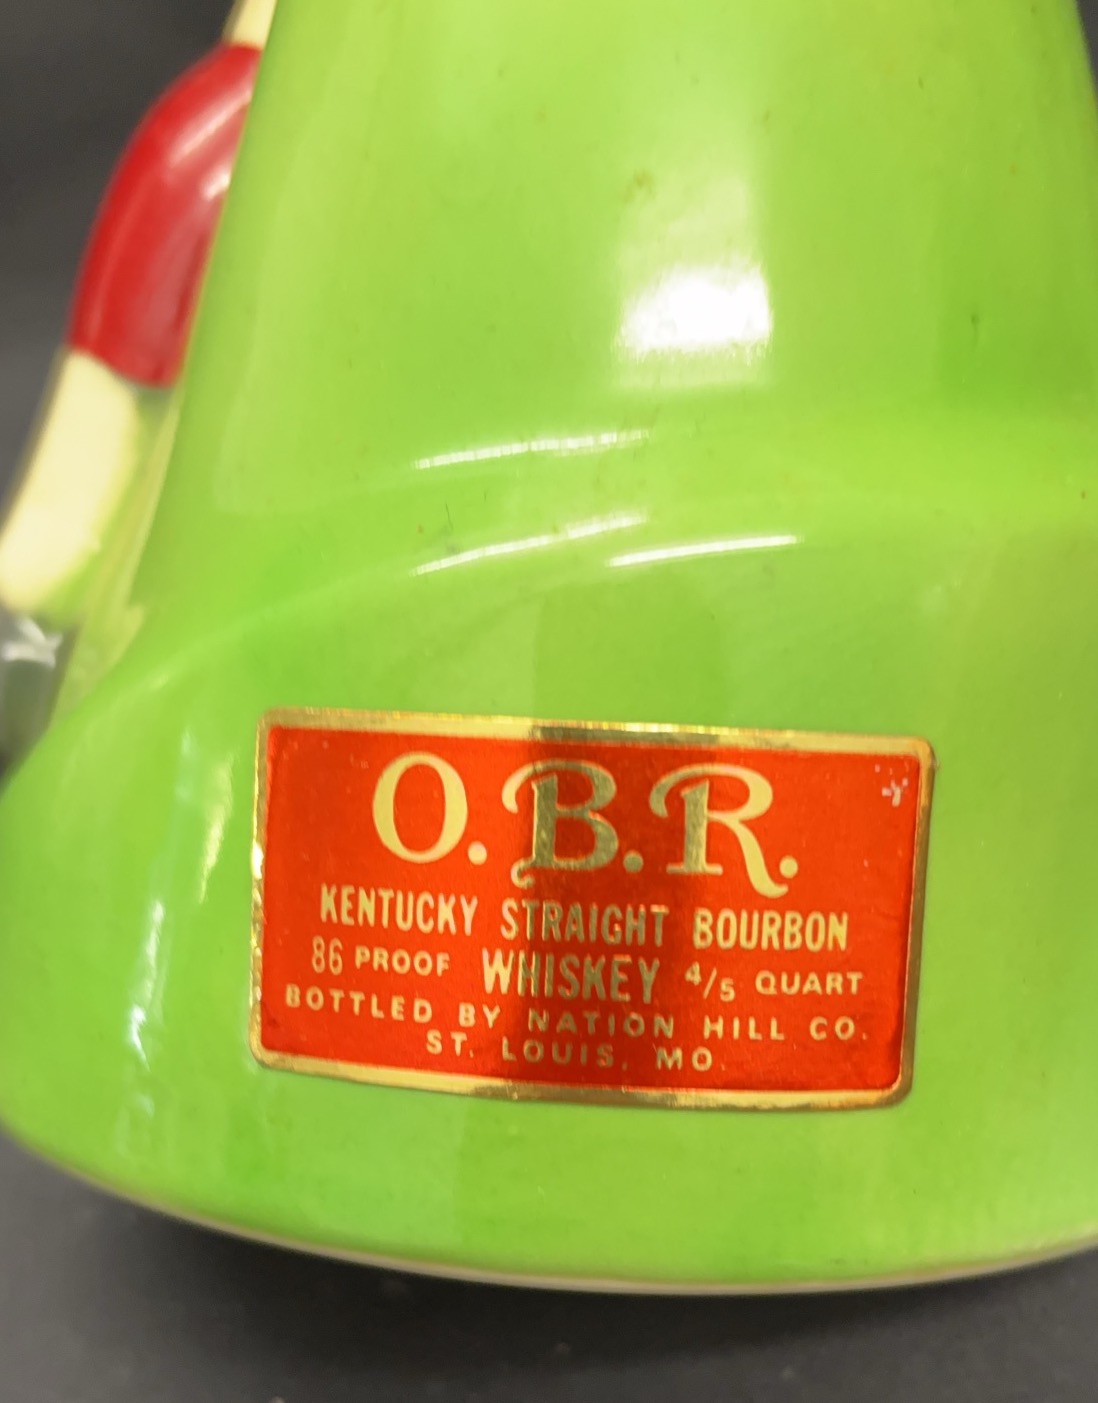 O.B.R.
KENTUCKY STRAIGHT BOURBON
86 PROOF WHISKEY 4/5 QUART
BOTTLED BY NATION HILL CO.
ST. LOUIS, MO.